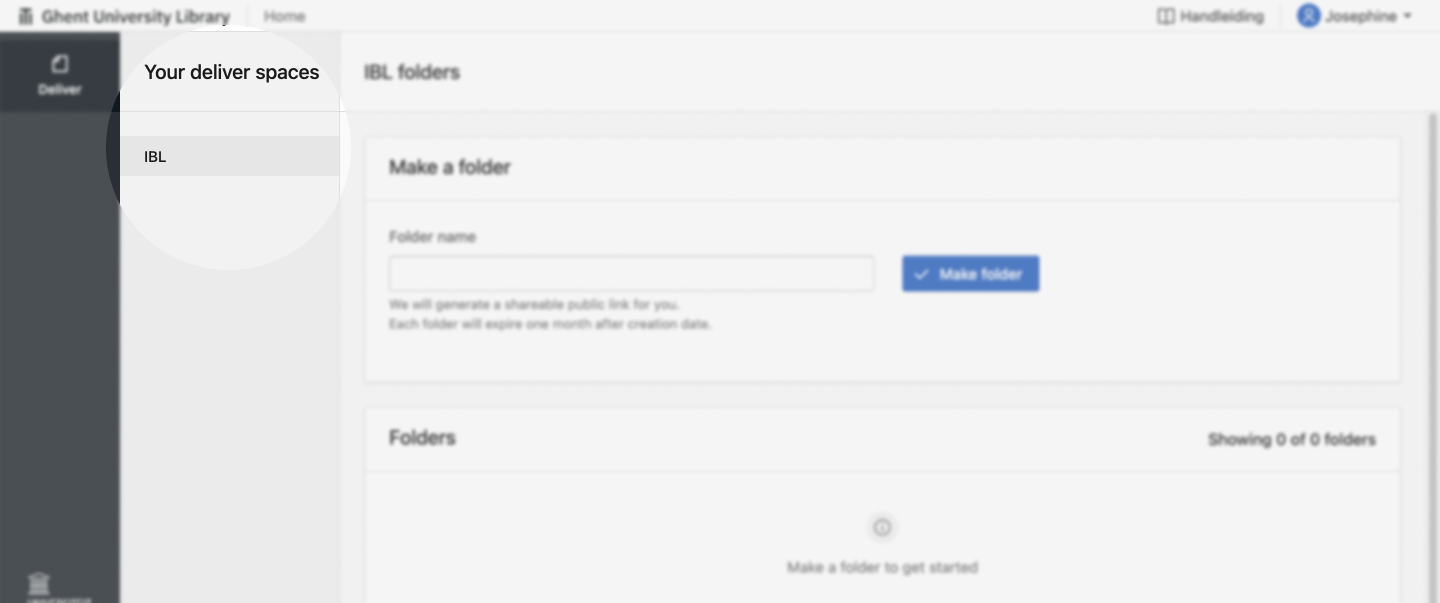 Ghent University Library
Home
Handleiding
Josephine
Deliver
Your deliver spaces
IBL
IBL folders
Make a folder
Folder name
Make folder
We will generate a shareable public link for you.
Each folder will expire one month after creation date.
Folders
Showing 0 of 0 folders
Make a folder to get started